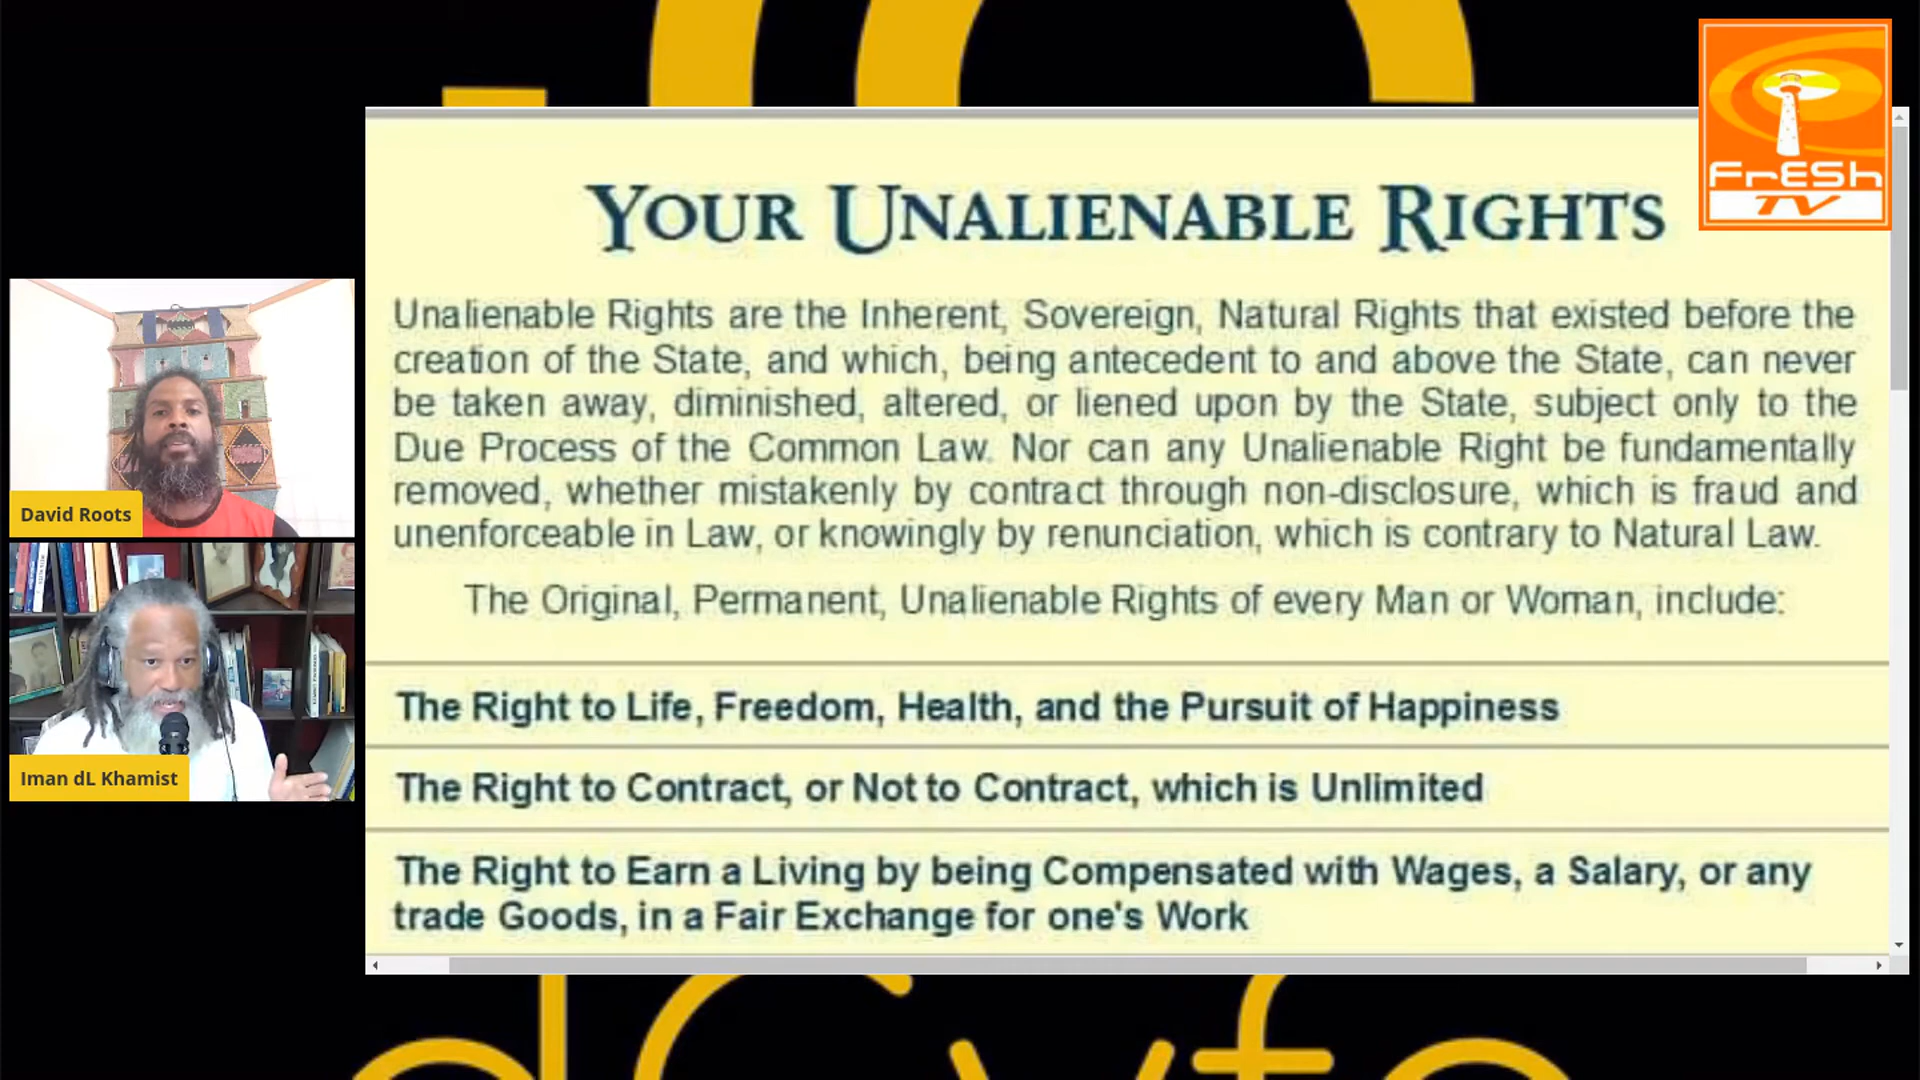 FrESh
TV
YOUR UNALIENABLE RIGHTS
Unalienable Rights are the Inherent, Sovereign, Natural Rights that existed before the
creation of the State, and which, being antecedent to and above the State, can never
be taken away, diminished, altered, or liened upon by the State, subject only to the
Due Process of the Common Law. Nor can any Unalienable Right be fundamentally
removed, whether mistakenly by contract through non-disclosure, which is fraud and
unenforceable in Law, or knowingly by renunciation, which is contrary to Natural Law.
The Original, Permanent, Unalienable Rights of every Man or Woman, include:
The Right to Life, Freedom, Health, and the Pursuit of Happiness
The Right to Contract, or Not to Contract, which is Unlimited
The Right to Earn a Living by being Compensated with Wages, a Salary, or any
trade Goods, in a Fair Exchange for one's Work
David Roots
Iman dL Khamist